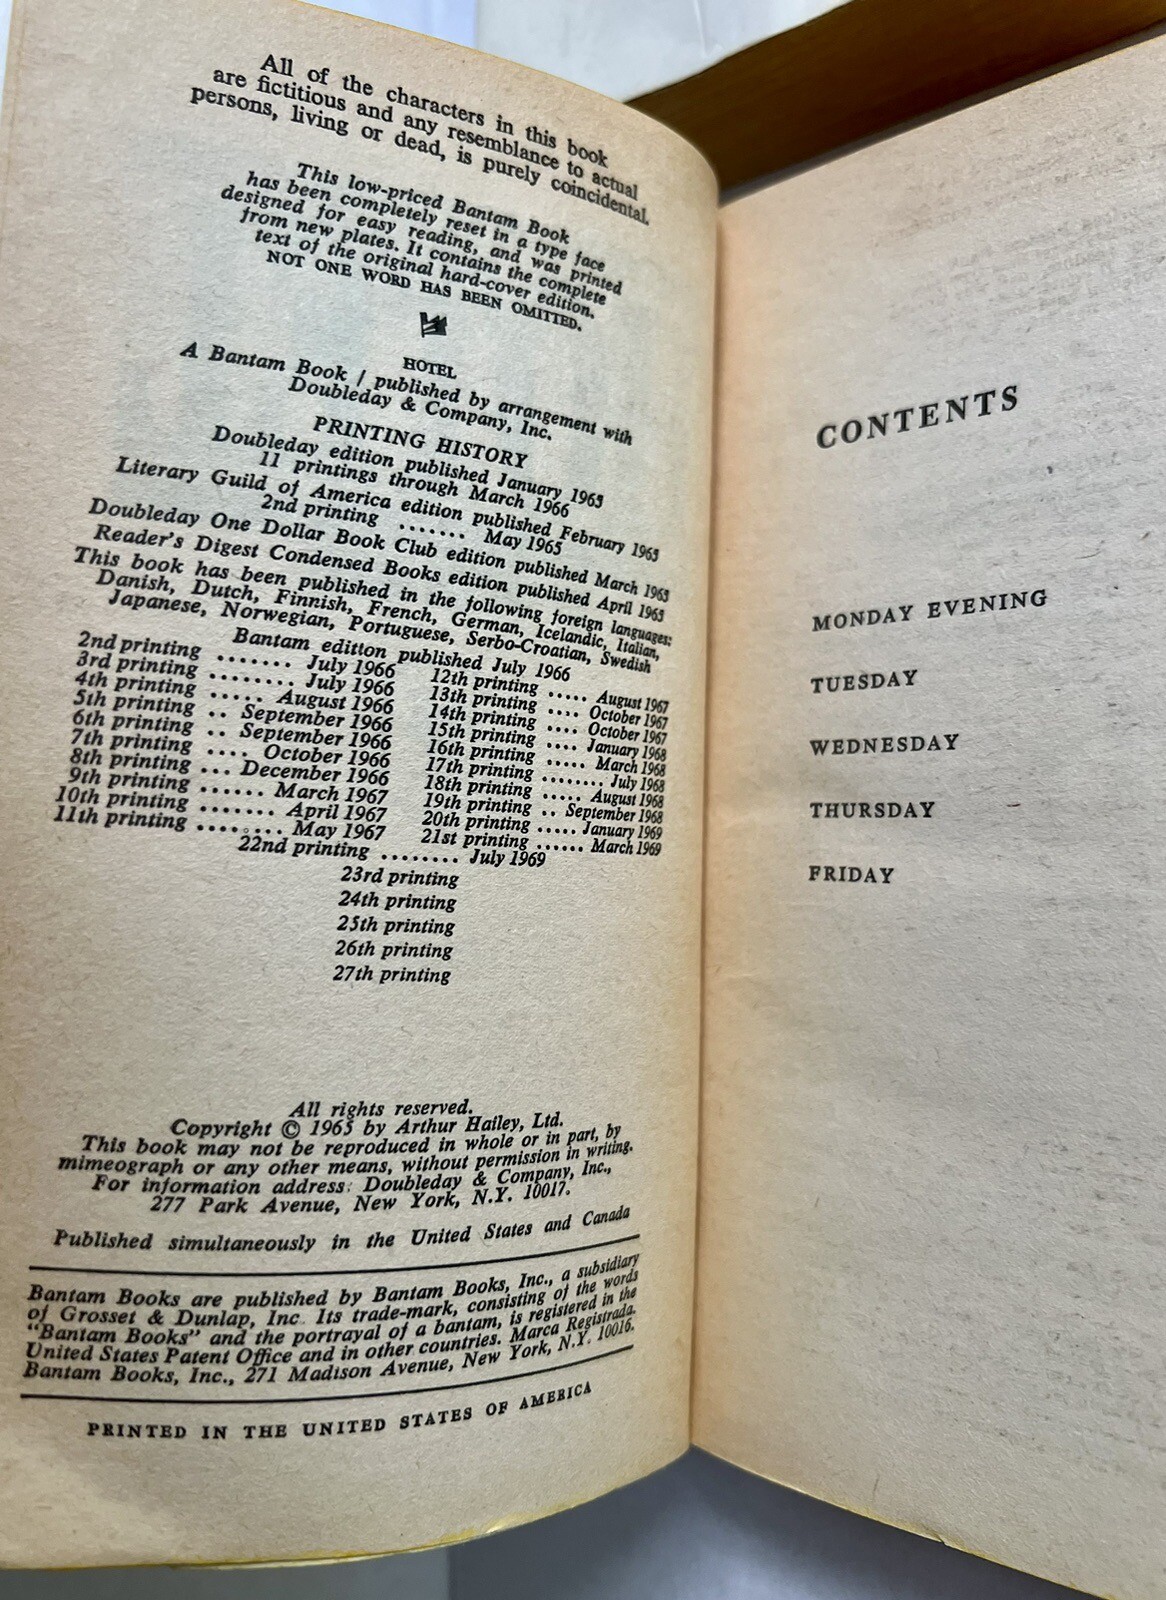 All of the characters in this book
are fictitious and any resemblance to actual
persons, living or dead, is purely coincidental.
This low-priced Bantam Book
has been completely reset in a type face
designed for easy reading, and was printed
from new plates. It contains the complete
text of the original hard-cover edition.
NOT ONE WORD HAS BEEN OMITTED.
HOTEL
A Bantam Book / published by arrangement with
Doubleday & Company, Inc.
PRINTING HISTORY
Doubleday edition published January 1965
11 printings through March 1966
Literary Guild of America edition published February 1965
2nd printing ....... May 1965
Doubleday One Dollar Book Club edition published March 1965
Reader's Digest Condensed Books edition published April 1965
This book has been published in the following foreign languages:
Danish, Dutch, Finnish, French, German, Icelandic, Italian,
Japanese, Norwegian, Portuguese, Serbo-Croatian, Swedish
Bantam edition published July 1966
2nd printing ....... July 1966
3rd printing ........ July 1966
4th printing ..... August 1966
5th printing .. September 1966
6th printing .. September 1966
7th printing .... October 1966
8th printing ... December 1966
9th printing ...... March 1967
10th printing ....... April 1967
11th printing ........ May 1967
12th printing ..... August 1967
13th printing .... October 1967
14th printing .... October 1967
15th printing .... January 1968
16th printing ..... March 1968
17th printing ........ July 1968
18th printing ..... August 1968
19th printing .. September 1968
20th printing ..... January 1969
21st printing ...... March 1969
22nd printing ........ July 1969
23rd printing
24th printing
25th printing
26th printing
27th printing
All rights reserved.
Copyright © 1965 by Arthur Hailey, Ltd.
This book may not be reproduced in whole or in part, by
mimeograph or any other means, without permission in writing.
For information address: Doubleday & Company, Inc.,
277 Park Avenue, New York, N.Y. 10017.
Published simultaneously in the United States and Canada
Bantam Books are published by Bantam Books, Inc., a subsidiary
of Grosset & Dunlap, Inc. Its trade-mark, consisting of the words
"Bantam Books" and the portrayal of a bantam, is registered in the
United States Patent Office and in other countries. Marca Registrada.
Bantam Books, Inc., 271 Madison Avenue, New York, N.Y. 10016.
PRINTED IN THE UNITED STATES OF AMERICA
CONTENTS
MONDAY EVENING
TUESDAY
WEDNESDAY
THURSDAY
FRIDAY